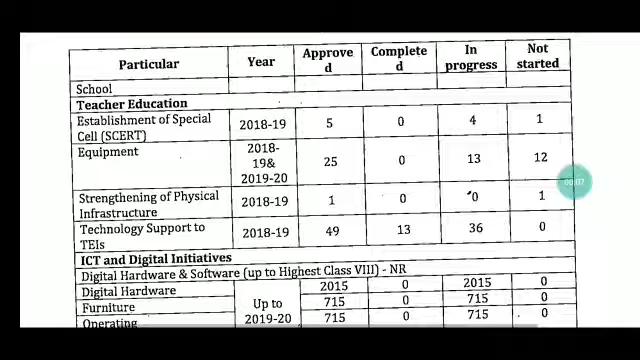 Particular Year Approve d Complete d In progress Not started
School
Teacher Education
Establishment of Special Cell (SCERT) 2018-19 5 0 4 1
Equipment 2018-19& 2019-20 25 0 13 12
Strengthening of Physical Infrastructure 2018-19 1 0 0 1
Technology Support to TEIs 2018-19 49 13 36 0
ICT and Digital Initiatives
Digital Hardware & Software (up to Highest Class VIII) - NR
Digital Hardware Up to 2019-20 2015 0 2015 0
Furniture 715 0 715 0
Operating 715 0 715 0
00:07